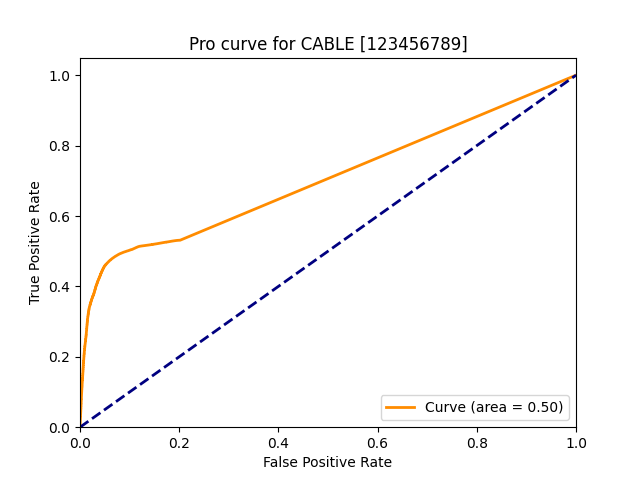 Pro curve for CABLE [123456789]
True Positive Rate
1.0
0.8
0.6
0.4
0.2
0.0
0.0 0.2 0.4 0.6 0.8 1.0
False Positive Rate
Curve (area = 0.50)